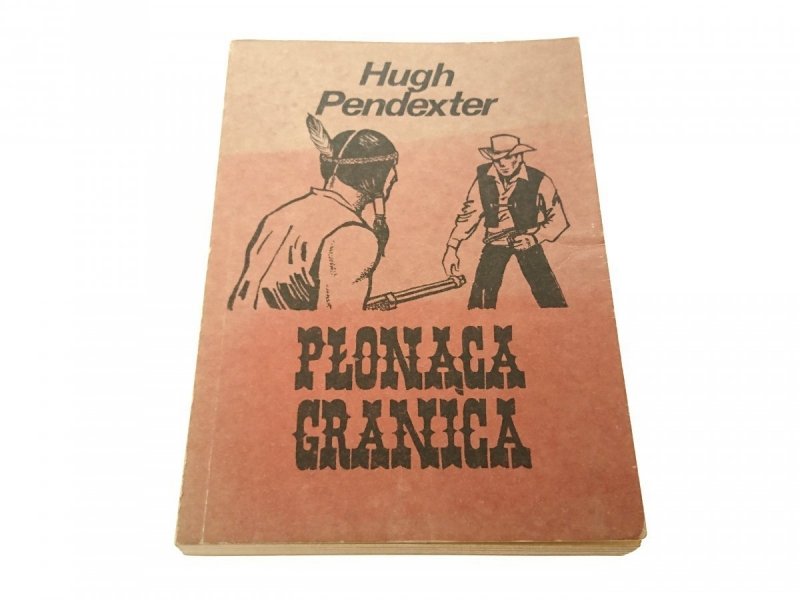 Hugh
Pendexter
PŁONĄCA
GRANICA